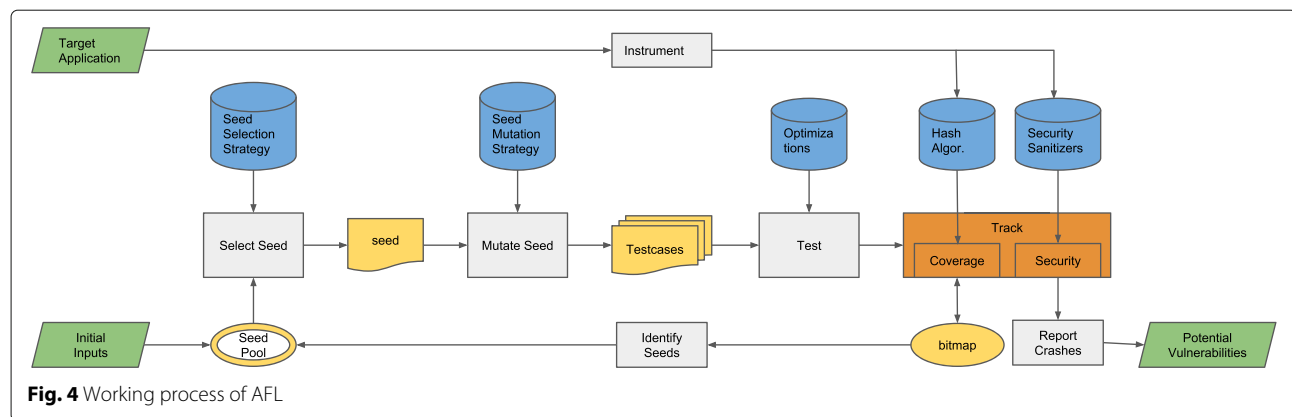 Target
Application
Instrument
Seed
Selection
Strategy
Seed
Mutation
Strategy
Optimiza
tions
Hash
Algor.
Security
Sanitizers
Select Seed
seed
Mutate Seed
Testcases
Test
Track
Coverage
Security
Initial
Inputs
Seed
Pool
Identify
Seeds
bitmap
Report
Crashes
Potential
Vulnerabilities
Fig. 4 Working process of AFL